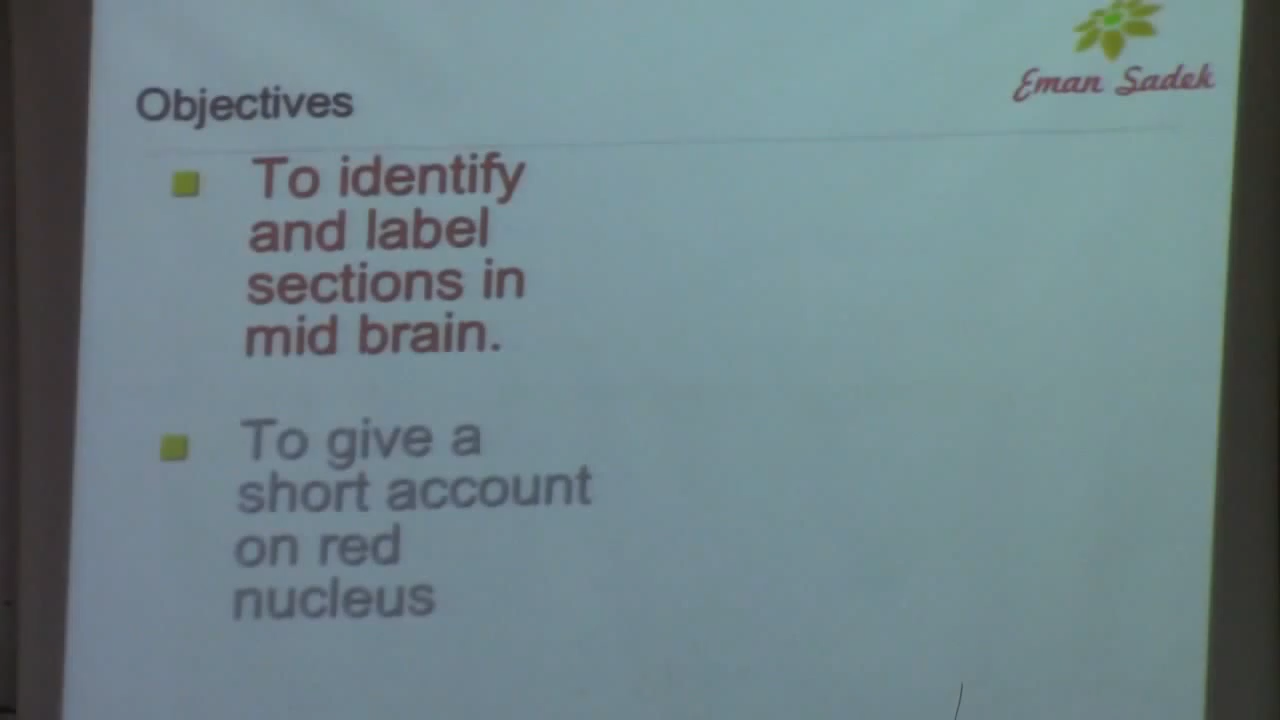 Eman Sadek
Objectives
To identify
and label
sections in
mid brain.
To give a
short account
on red
nucleus